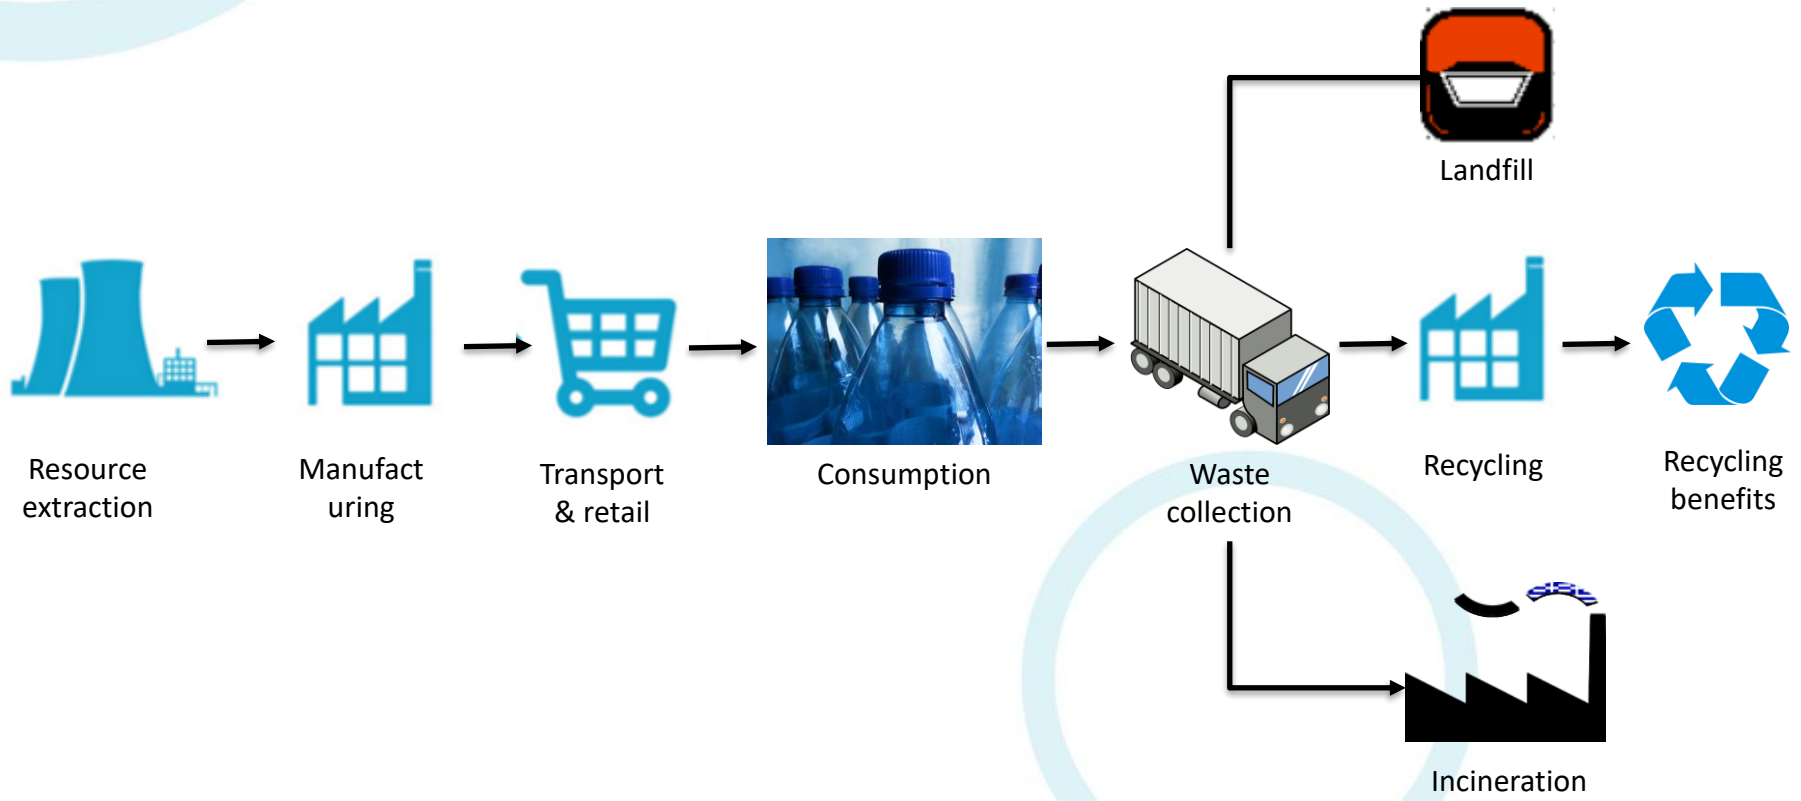 Landfill
Resource
extraction
Manufact
uring
Transport
& retail
Consumption
Waste
collection
Recycling
Recycling
benefits
Incineration